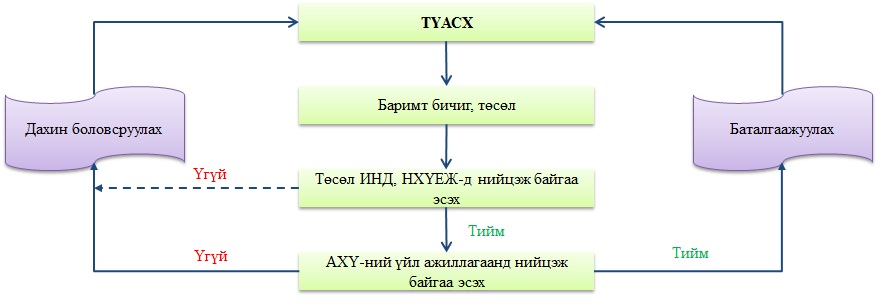 ТҮАСХ
Баримт бичиг, төсөл
Дахин боловсруулах
Баталгаажуулах
Үгүй
Төсөл ИНД, НХҮЕЖ-д нийцэж байгаа
эсэх
Тийм
Үгүй
АХҮ-ний үйл ажиллагаанд нийцэж
байгаа эсэх
Тийм